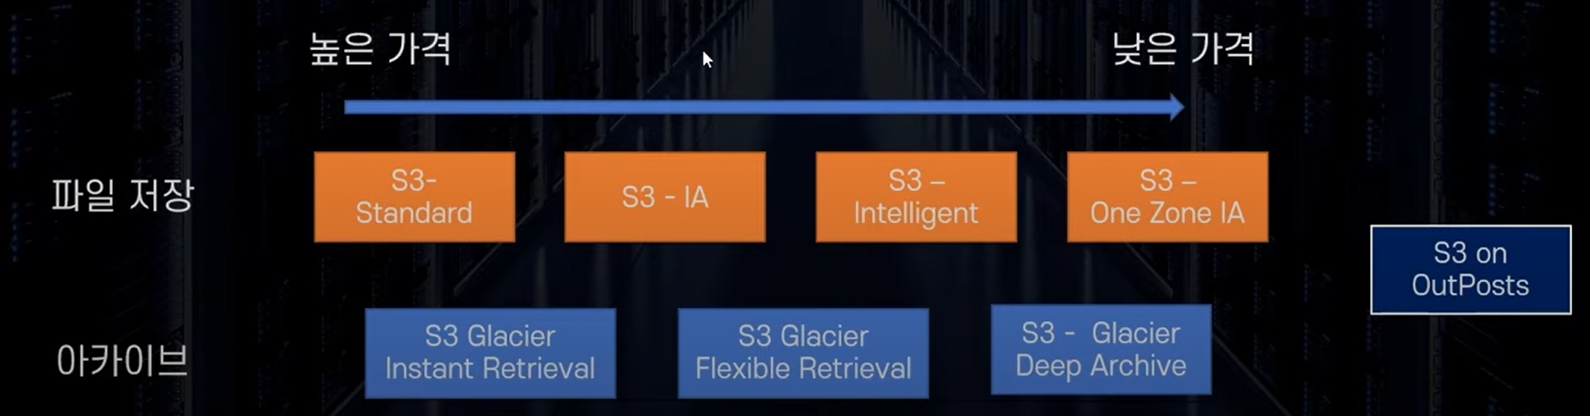 높은 가격
낮은 가격
파일 저장
S3-
Standard
S3 - IA
S3 –
Intelligent
S3 –
One Zone IA
S3 on
OutPosts
아카이브
S3 Glacier
Instant Retrieval
S3 Glacier
Flexible Retrieval
S3 - Glacier
Deep Archive